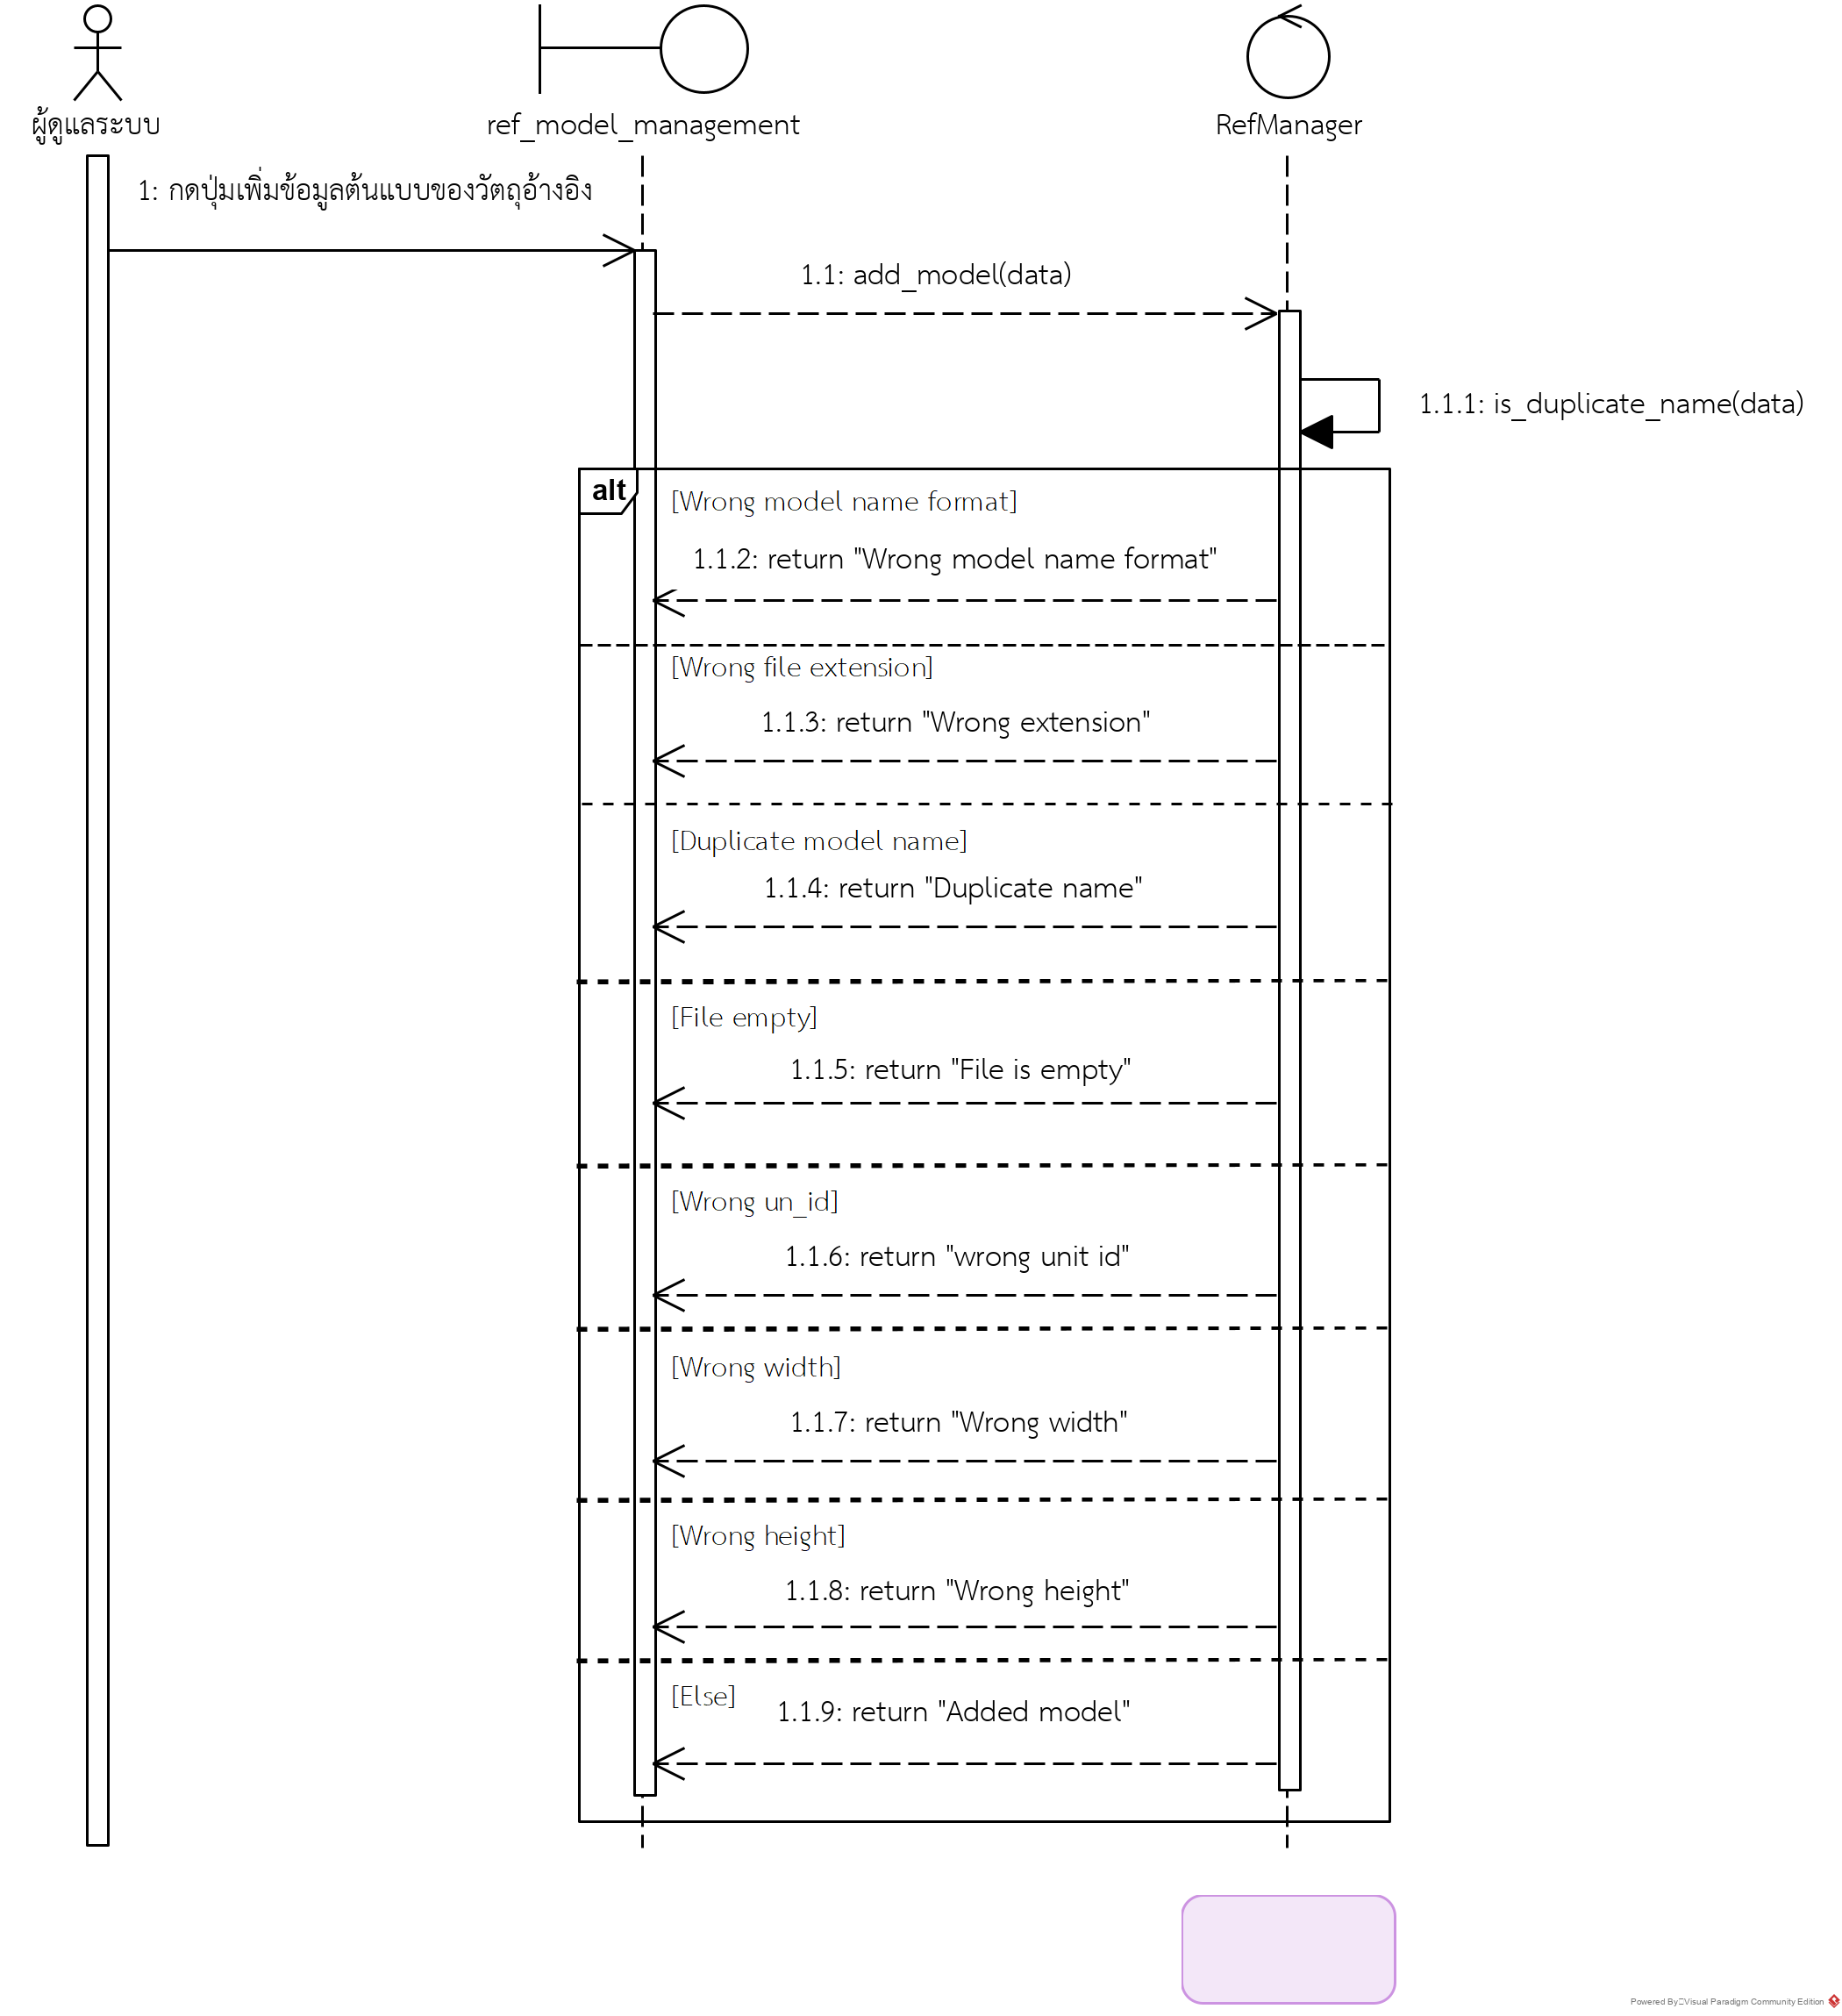 ผู้ดูแลระบบ
ref_model_management
RefManager
1: กดปุ่มเพิ่มข้อมูลต้นแบบของวัตถุอ้างอิง
1.1: add_model(data)
1.1.1: is_duplicate_name(data)
alt
[Wrong model name format]
1.1.2: return "Wrong model name format"
[Wrong file extension]
1.1.3: return "Wrong extension"
[Duplicate model name]
1.1.4: return "Duplicate name"
[File empty]
1.1.5: return "File is empty"
[Wrong un_id]
1.1.6: return "wrong unit id"
[Wrong width]
1.1.7: return "Wrong width"
[Wrong height]
1.1.8: return "Wrong height"
[Else]
1.1.9: return "Added model"
Powered By Visual Paradigm Community Edition